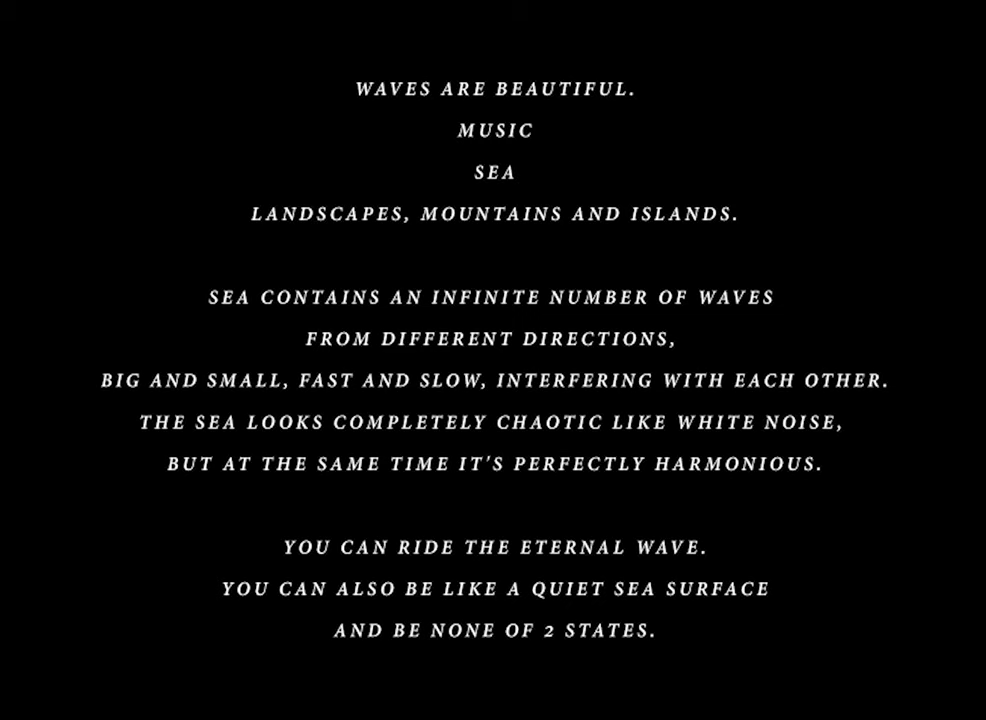 WAVES ARE BEAUTIFUL.
MUSIC
SEA
LANDSCAPES, MOUNTAINS AND ISLANDS.
SEA CONTAINS AN INFINITE NUMBER OF WAVES
FROM DIFFERENT DIRECTIONS,
BIG AND SMALL, FAST AND SLOW, INTERFERING WITH EACH OTHER.
THE SEA LOOKS COMPLETELY CHAOTIC LIKE WHITE NOISE,
BUT AT THE SAME TIME IT'S PERFECTLY HARMONIOUS.
YOU CAN RIDE THE ETERNAL WAVE.
YOU CAN ALSO BE LIKE A QUIET SEA SURFACE
AND BE NONE OF 2 STATES.